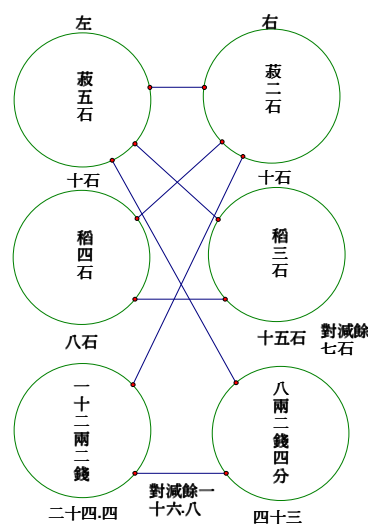 左
右
菽五石
菽二石
十石
十石
稻四石
稻三石
八石
十五石
對減餘
七石
一十二兩二錢
八兩二錢四分
對減餘一
十六.八
二十四.四
四十三